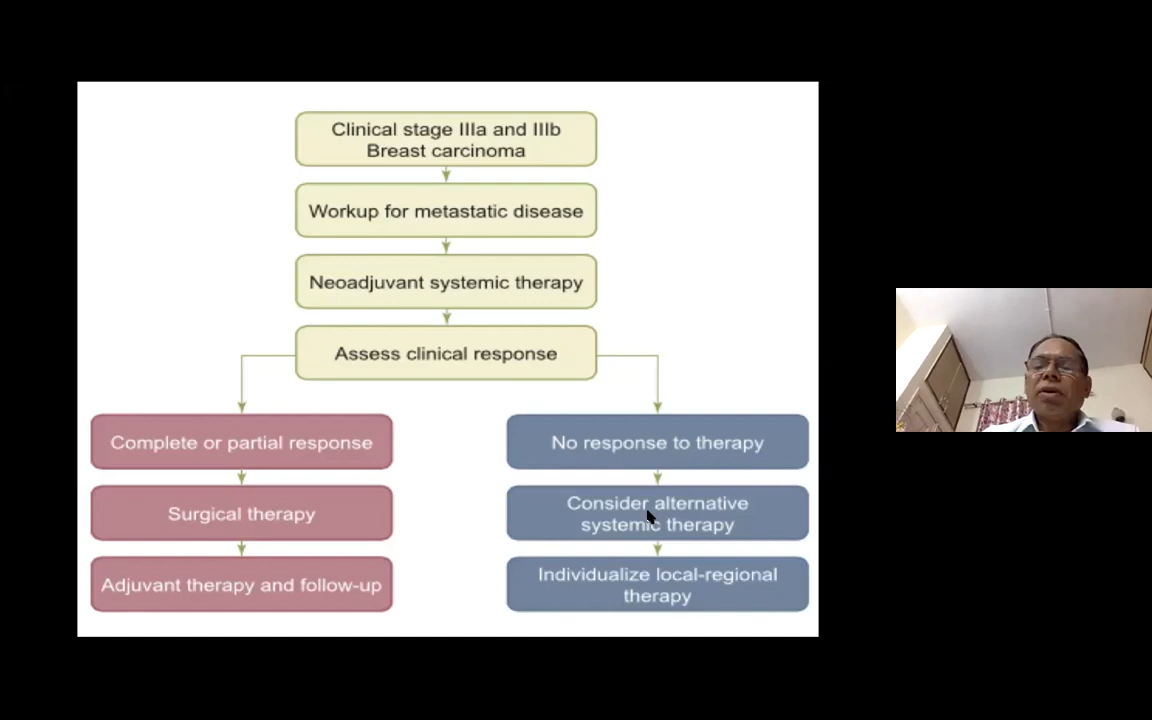 Clinical stage IIIa and IIIb
Breast carcinoma
Workup for metastatic disease
Neoadjuvant systemic therapy
Assess clinical response
Complete or partial response
Surgical therapy
Adjuvant therapy and follow-up
No response to therapy
Consider alternative
systemic therapy
Individualize local-regional
therapy